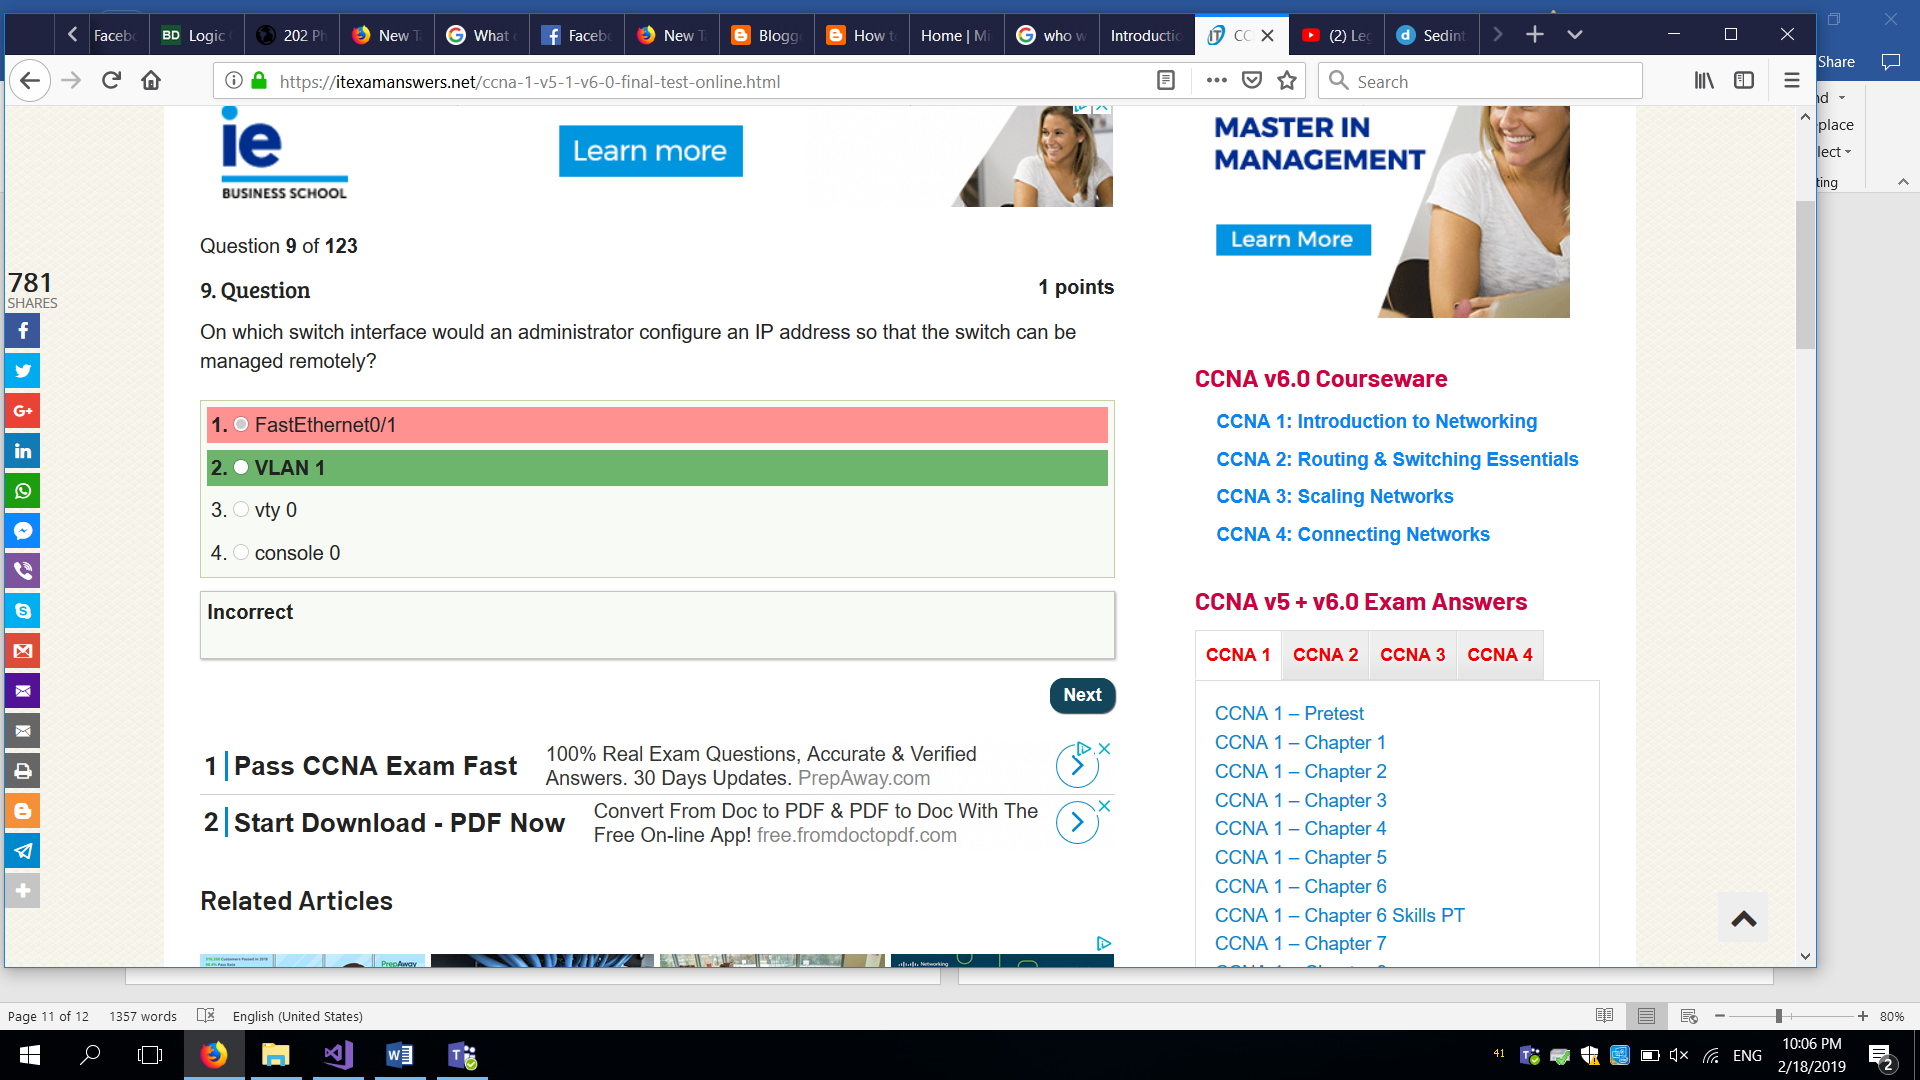 Faceb
Logic
202 Ph
New T
What
Faceb
New T
Blogg
How t
Home | Mi
who w
Introductio
CC
(2) Leg
Sedint
https://itexamanswers.net/ccna-1-v5-1-v6-0-final-test-online.html
Search
Share
nd
place
lect
ting
ie
BUSINESS SCHOOL
Learn more
MASTER IN
MANAGEMENT
Learn More
Question 9 of 123
781
SHARES
9. Question
1 points
On which switch interface would an administrator configure an IP address so that the switch can be
managed remotely?
1. FastEthernet0/1
2. VLAN 1
3. vty 0
4. console 0
Incorrect
Next
1 Pass CCNA Exam Fast
100% Real Exam Questions, Accurate & Verified
Answers. 30 Days Updates. PrepAway.com
2 Start Download - PDF Now
Convert From Doc to PDF & PDF to Doc With The
Free On-line App! free.fromdoctopdf.com
Related Articles
PrepAway
CCNA v6.0 Courseware
CCNA 1: Introduction to Networking
CCNA 2: Routing & Switching Essentials
CCNA 3: Scaling Networks
CCNA 4: Connecting Networks
CCNA v5 + v6.0 Exam Answers
CCNA 1
CCNA 2
CCNA 3
CCNA 4
CCNA 1 – Pretest
CCNA 1 – Chapter 1
CCNA 1 – Chapter 2
CCNA 1 – Chapter 3
CCNA 1 – Chapter 4
CCNA 1 – Chapter 5
CCNA 1 – Chapter 6
CCNA 1 – Chapter 6 Skills PT
CCNA 1 – Chapter 7
Page 11 of 12
1357 words
English (United States)
80%
41
ENG
10:06 PM
2/18/2019
2